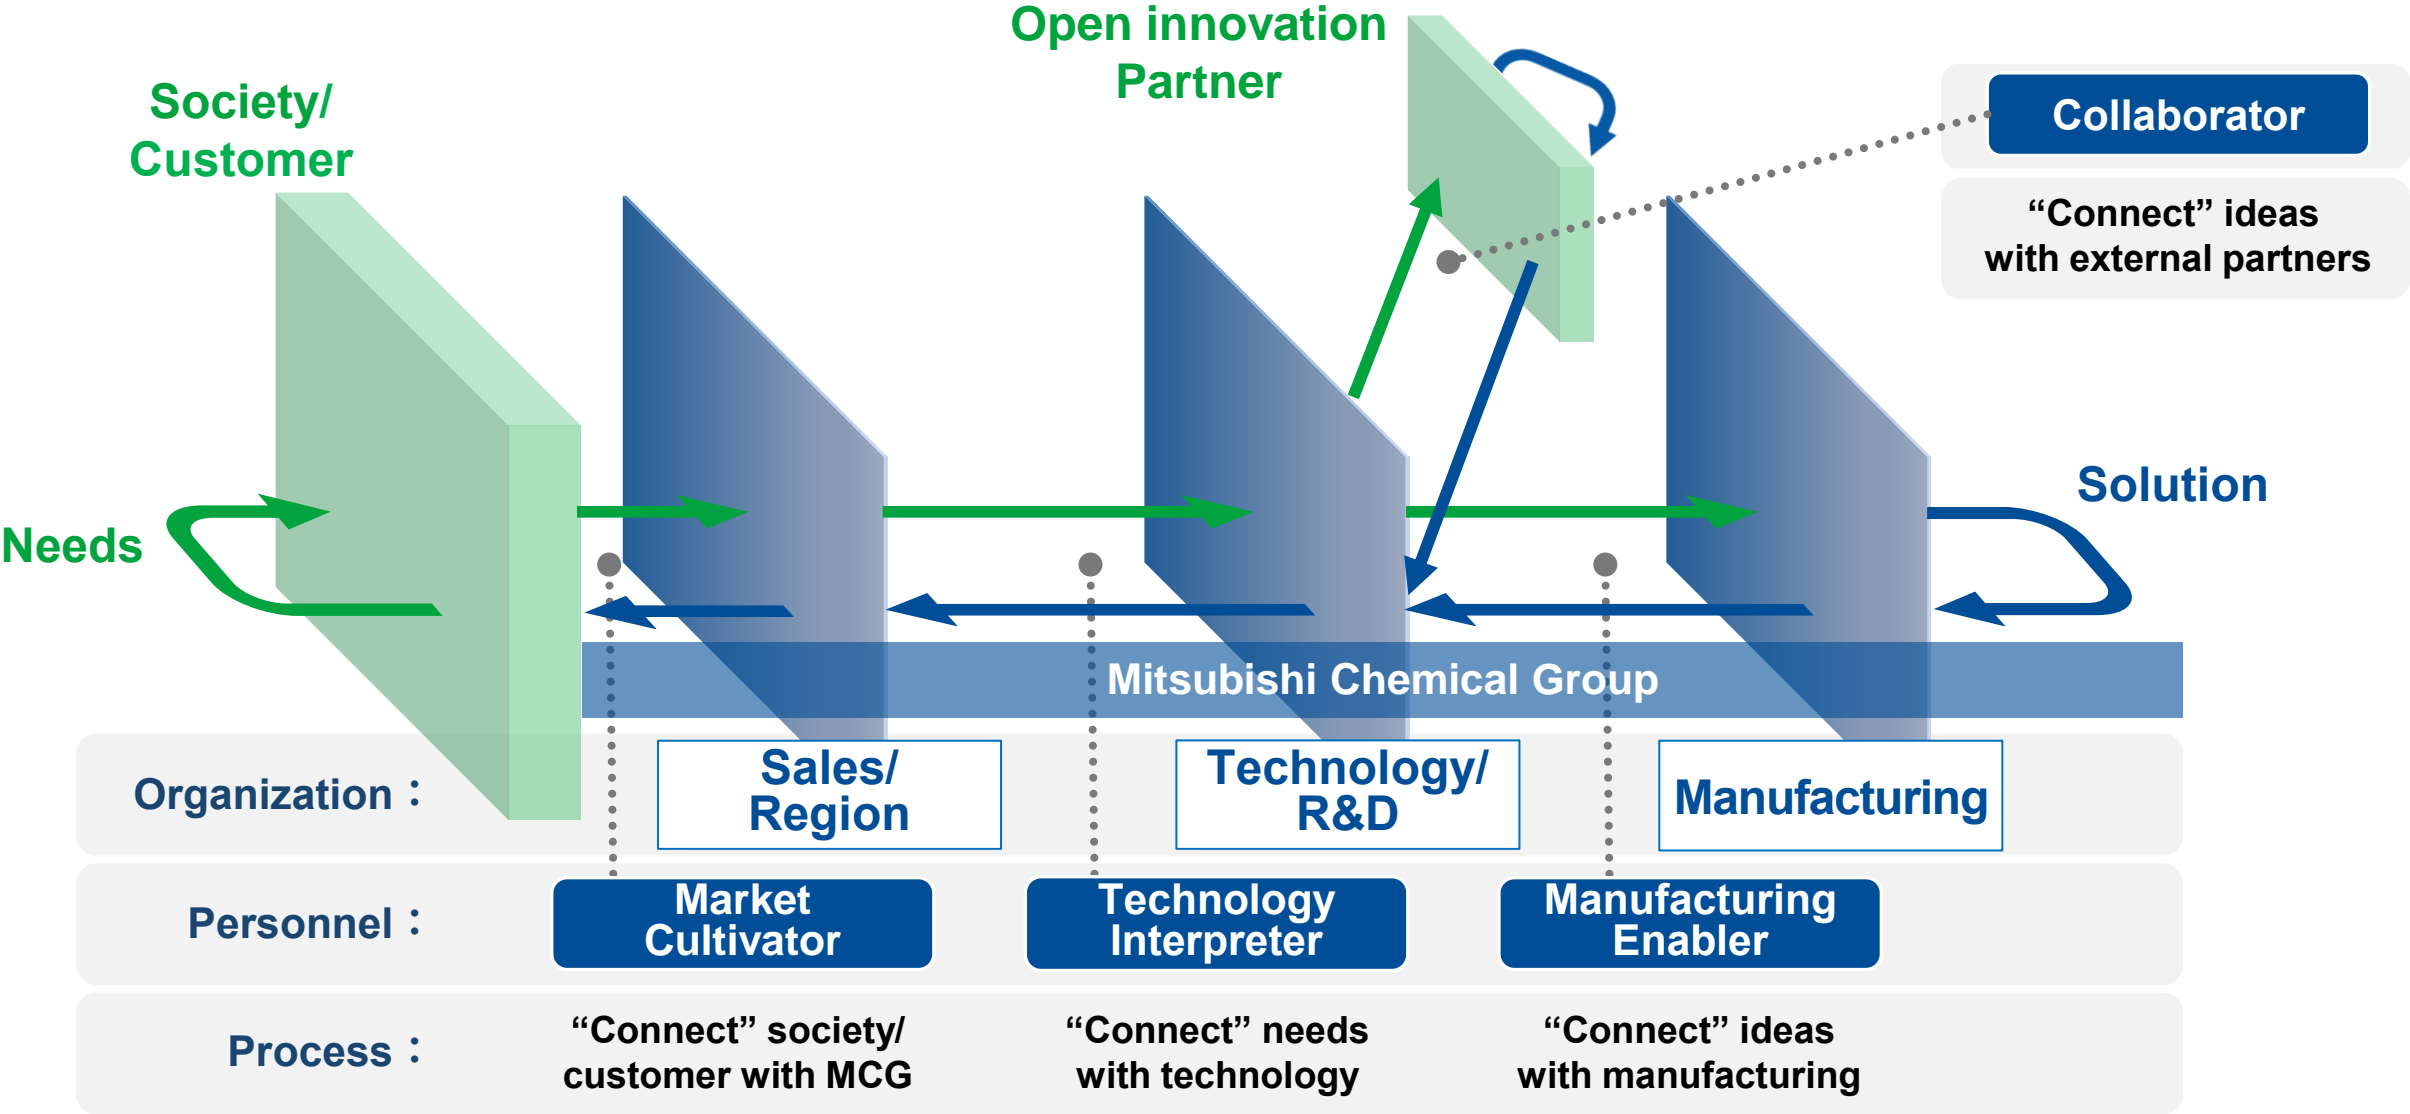 Open innovation
Partner
Society/
Customer
Collaborator
“Connect” ideas
with external partners
Needs
Solution
Mitsubishi Chemical Group
Organization：
Sales/
Region
Technology/
R&D
Manufacturing
Personnel：
Market
Cultivator
Technology
Interpreter
Manufacturing
Enabler
Process：
“Connect” society/
customer with MCG
“Connect” needs
with technology
“Connect” ideas
with manufacturing